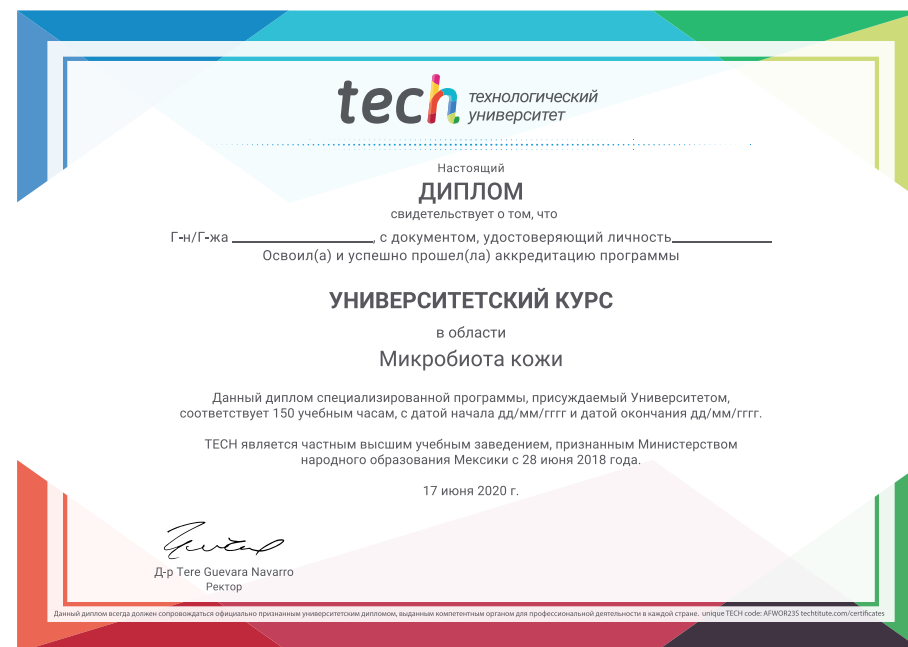 tech технологический
университет
Настоящий
ДИПЛОМ
свидетельствует о том, что
Г-н/Г-жа ____________________, с документом, удостоверяющий личность______________
Освоил(а) и успешно прошел(ла) аккредитацию программы
УНИВЕРСИТЕТСКИЙ КУРС
в области
Микробиота кожи
Данный диплом специализированной программы, присуждаемый Университетом,
соответствует 150 учебным часам, с датой начала дд/мм/гггг и датой окончания дд/мм/гггг.
TECH является частным высшим учебным заведением, признанным Министерством
народного образования Мексики с 28 июня 2018 года.
17 июня 2020 г.
Д-р Tere Guevara Navarro
Ректор
Данный диплом всегда должен сопровождаться официально признанным университетским дипломом, выданным компетентным органом для профессиональной деятельности в каждой стране. unique TECH code: AFWOR23S techtitute.com/certificates